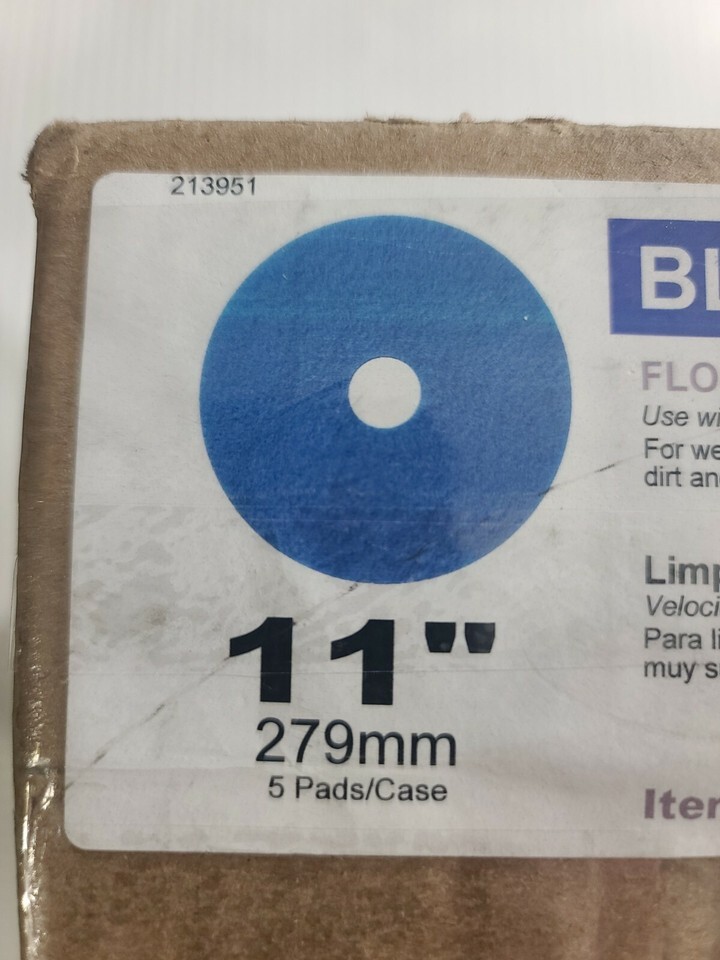 213951
11"
279mm
5 Pads/Case
BL
FLO
Use wi
For we
dirt an
Limp
Veloci
Para li
muy s
Iter